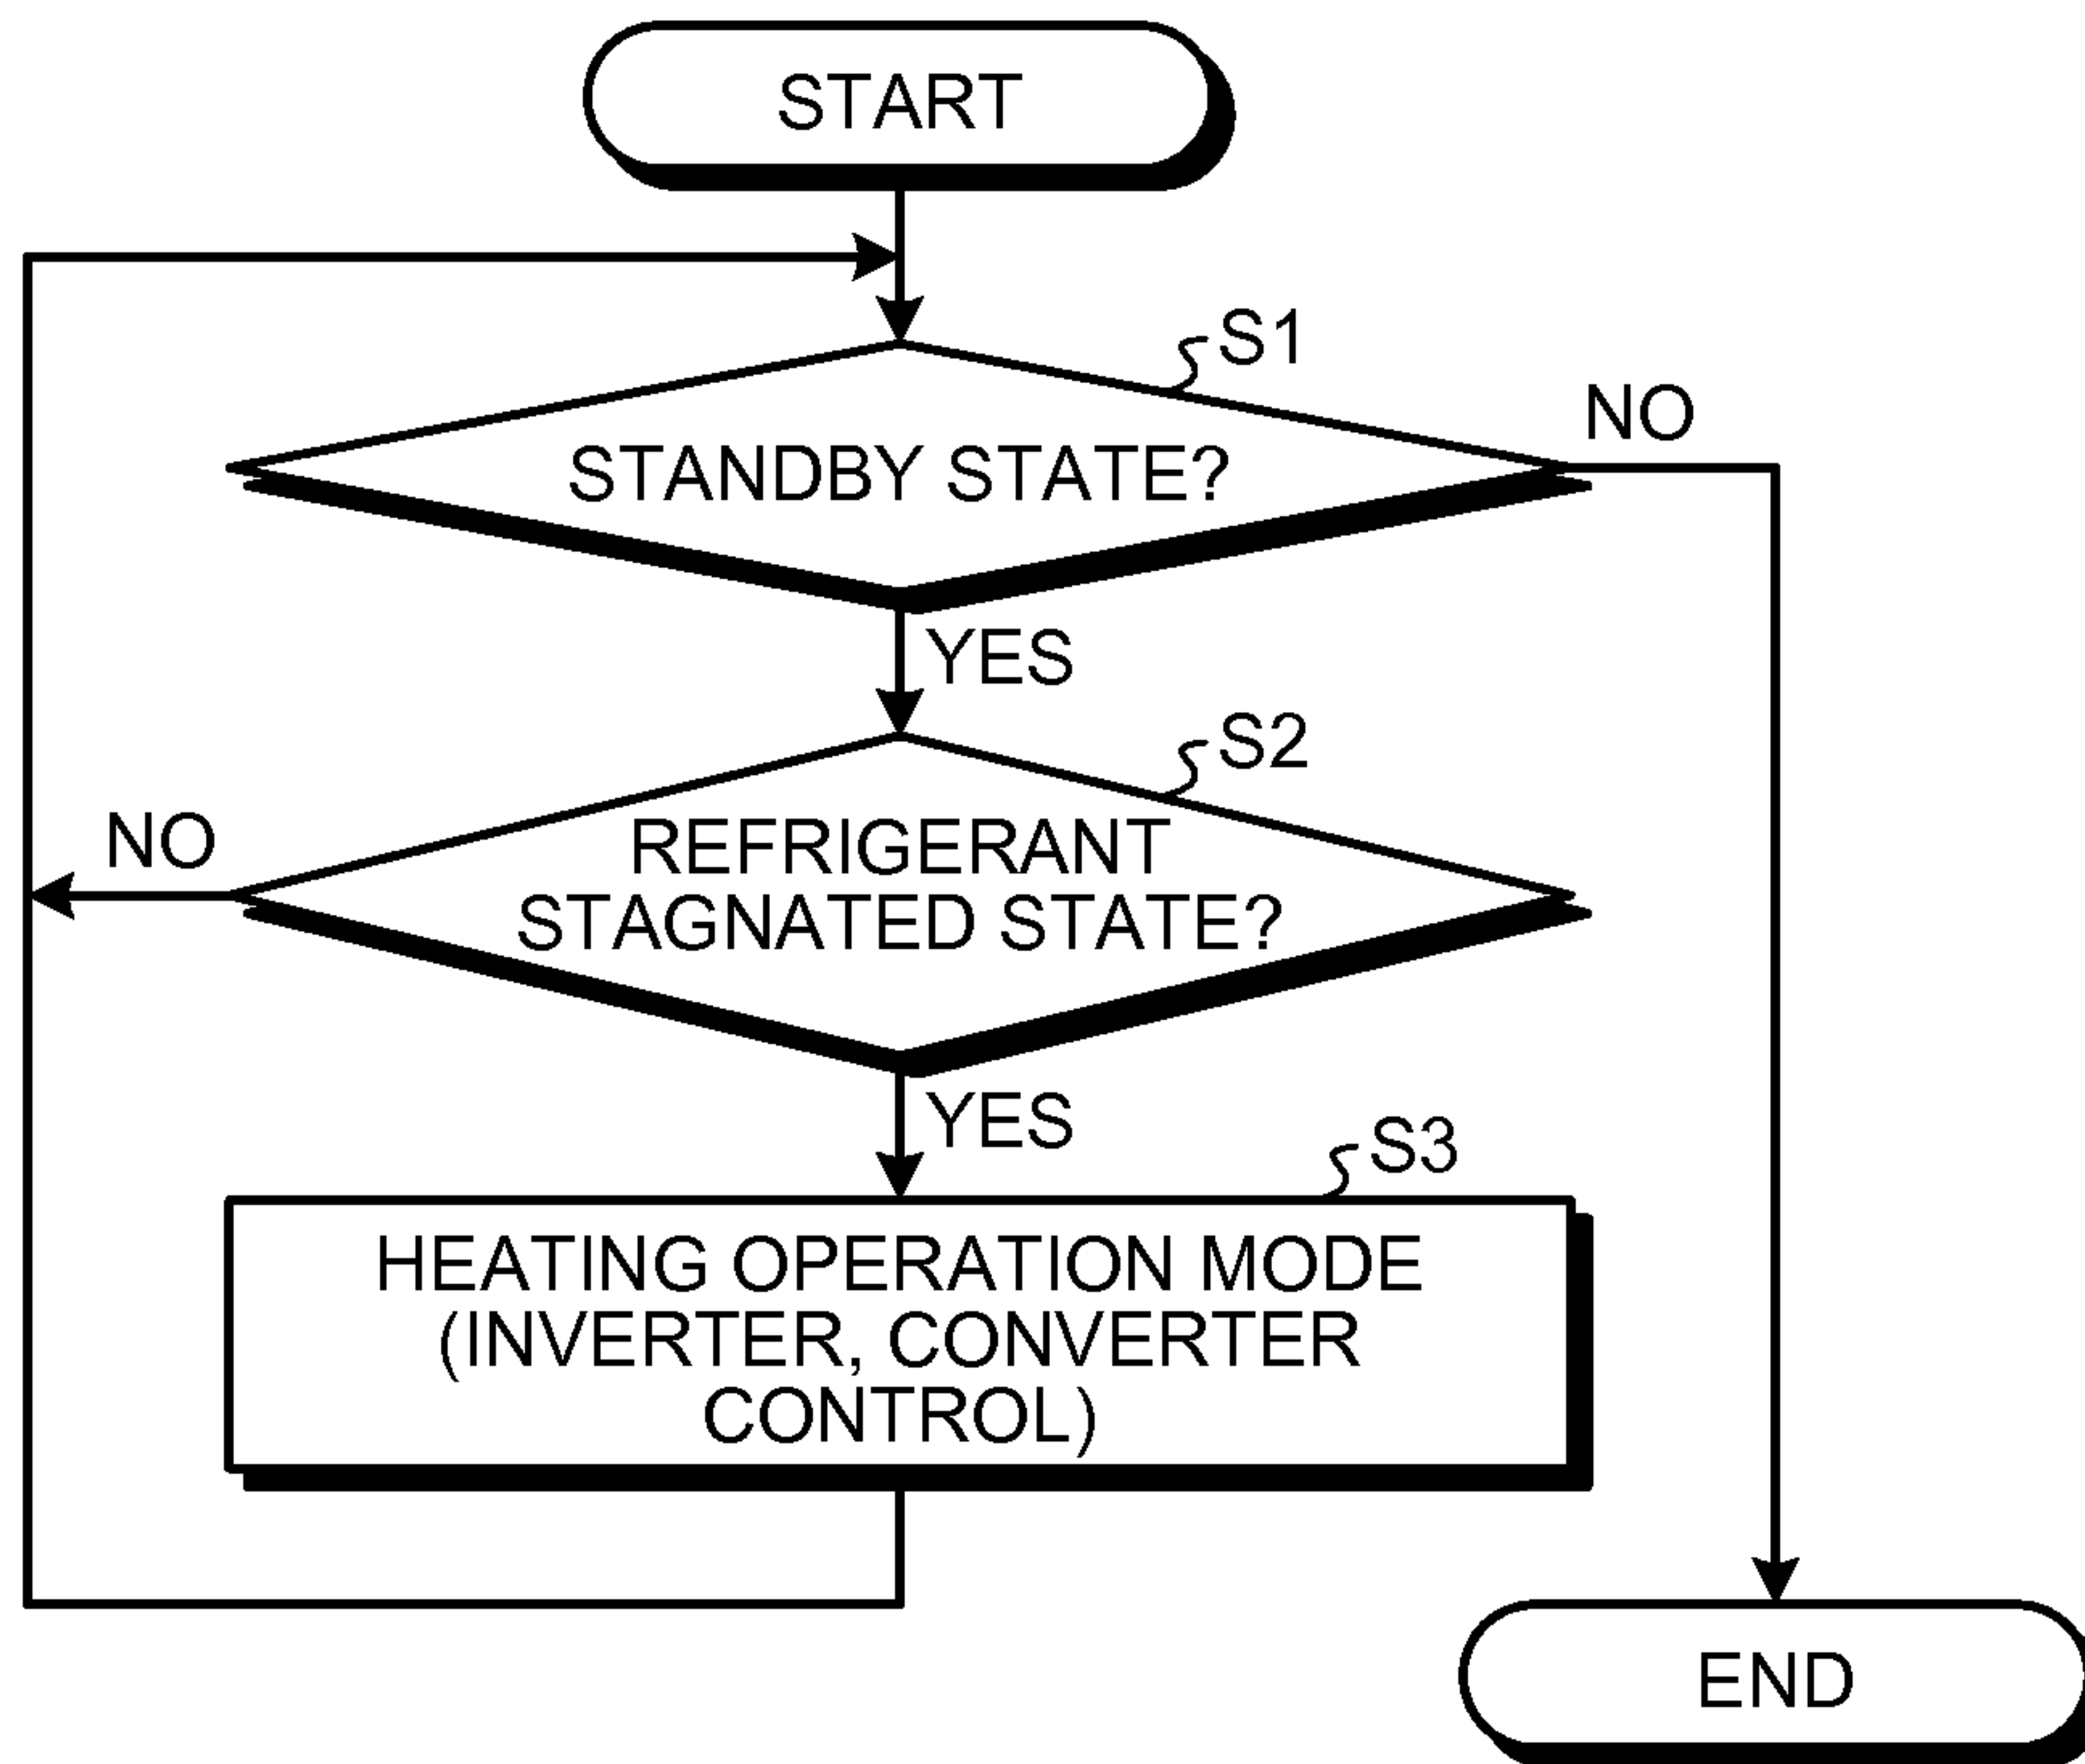 START
S1
NO
STANDBY STATE?
YES
S2
NO
REFRIGERANT
STAGNATED STATE?
YES
S3
HEATING OPERATION MODE
(INVERTER, CONVERTER
CONTROL)
END